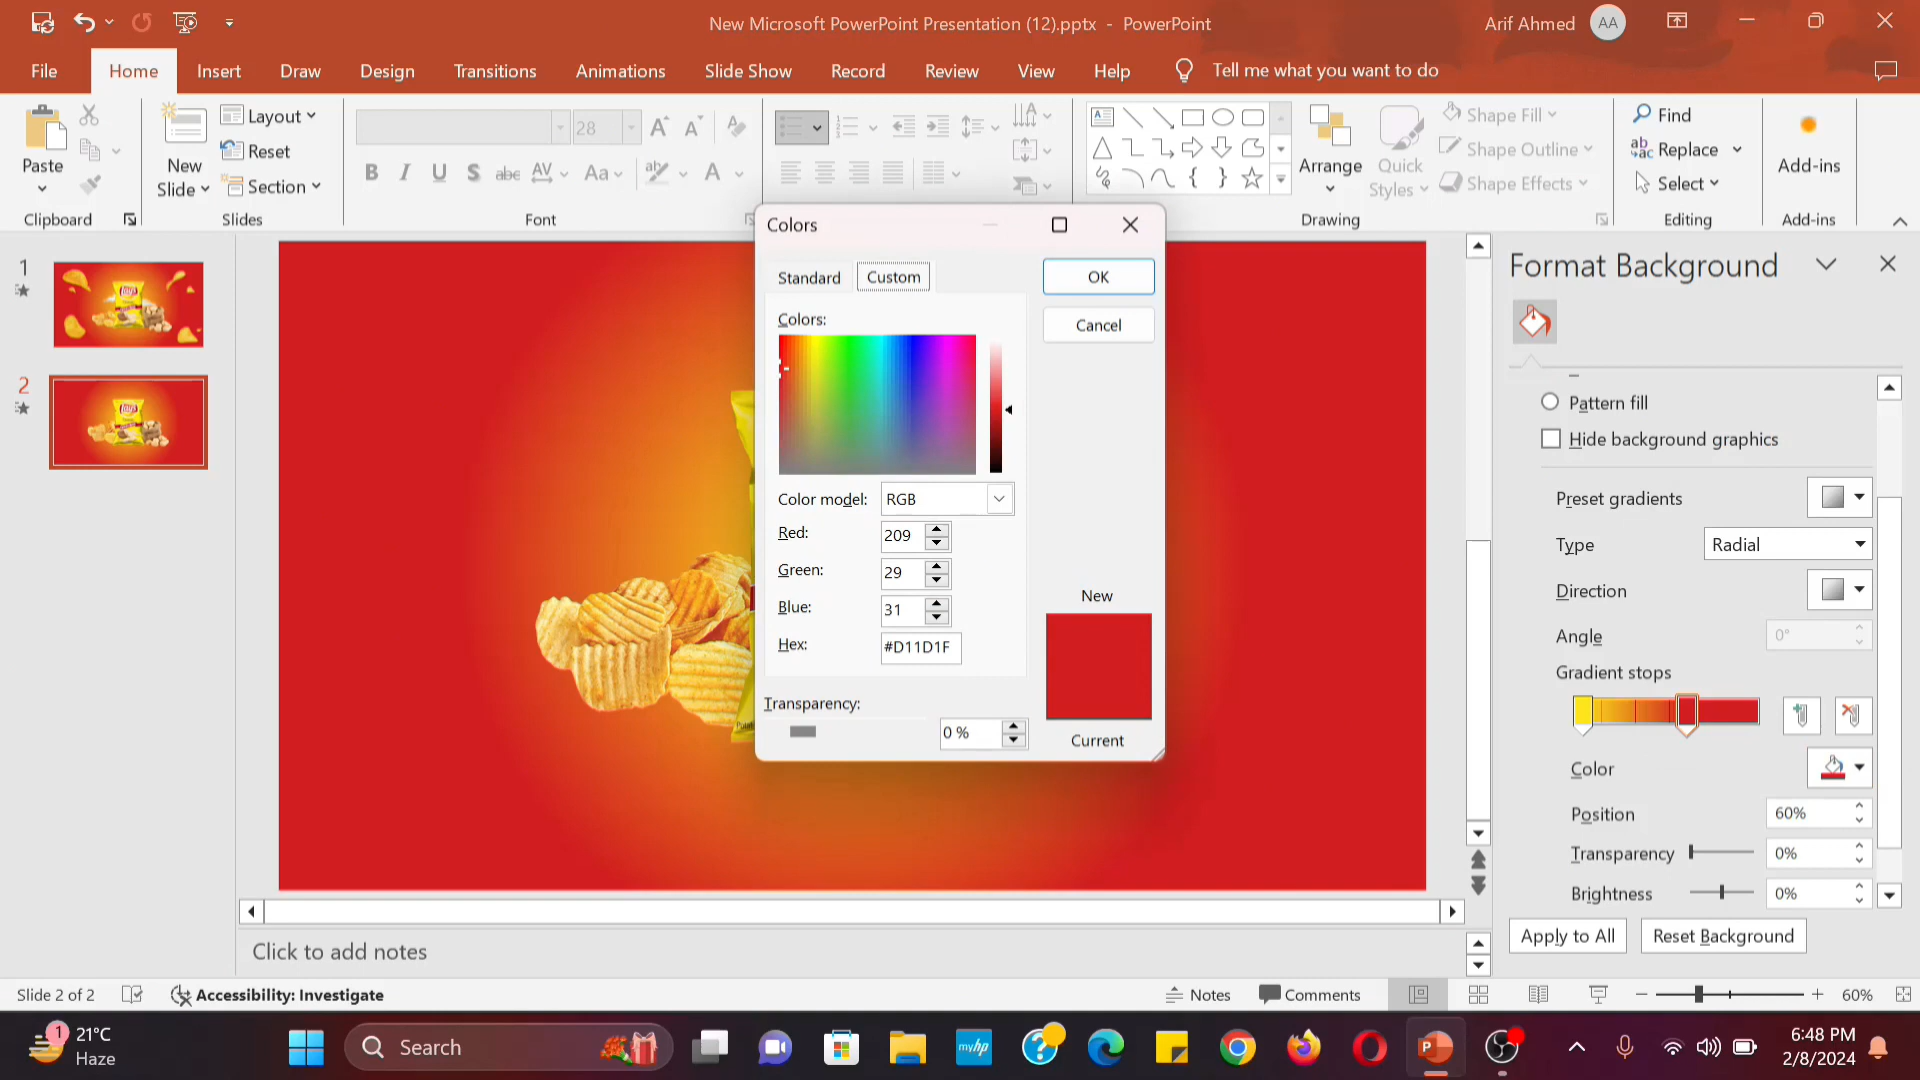 New Microsoft PowerPoint Presentation (12).pptx - PowerPoint
Arif Ahmed AA
File Home Insert Draw Design Transitions Animations Slide Show Record Review View Help Tell me what you want to do
Paste
Clipboard
New
Slide
Layout
Reset
Section
Slides
28
B I U S abc AV Aa A
Font
Arrange
Quick
Styles
Shape Fill
Shape Outline
Shape Effects
Drawing
Find
Replace
Select
Editing
Add-ins
Add-ins
1
2
Lay's
Lay's
Colors
Standard
Custom
OK
Cancel
Colors:
Color model: RGB
Red: 209
Green: 29
Blue: 31
Hex: #D11D1F
Transparency:
0 %
New
Current
Format Background
Pattern fill
Hide background graphics
Preset gradients
Type Radial
Direction
Angle 0°
Gradient stops
Color
Position 60%
Transparency 0%
Brightness 0%
Apply to All
Reset Background
Click to add notes
Slide 2 of 2
Accessibility: Investigate
Notes
Comments
60%
1
21°C
Haze
Search
myhp
6:48 PM
2/8/2024